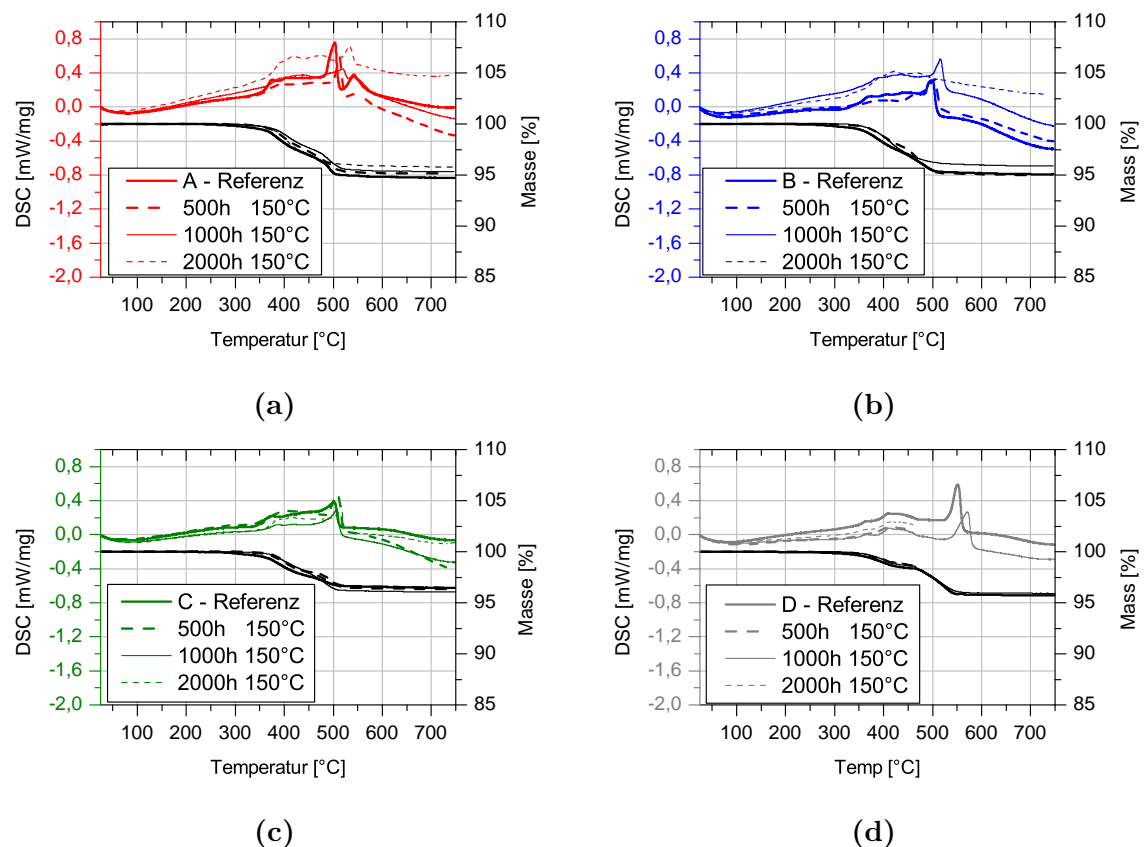 DSC [mW/mg]
0,8
0,4
0,0
-0,4
-0,8
-1,2
-1,6
-2,0
A - Referenz
500h 150°C
1000h 150°C
2000h 150°C
110
105
100
95
90
85
Masse [%]
100 200 300 400 500 600 700
Temperatur [°C]
(a)
DSC [mW/mg]
0,8
0,4
0,0
-0,4
-0,8
-1,2
-1,6
-2,0
B - Referenz
500h 150°C
1000h 150°C
2000h 150°C
110
105
100
95
90
85
Masse [%]
100 200 300 400 500 600 700
Temperatur [°C]
(b)
DSC [mW/mg]
0,8
0,4
0,0
-0,4
-0,8
-1,2
-1,6
-2,0
C - Referenz
500h 150°C
1000h 150°C
2000h 150°C
110
105
100
95
90
85
Masse [%]
100 200 300 400 500 600 700
Temperatur [°C]
(c)
DSC [mW/mg]
0,8
0,4
0,0
-0,4
-0,8
-1,2
-1,6
-2,0
D - Referenz
500h 150°C
1000h 150°C
2000h 150°C
110
105
100
95
90
85
Mass [%]
100 200 300 400 500 600 700
Temp [°C]
(d)